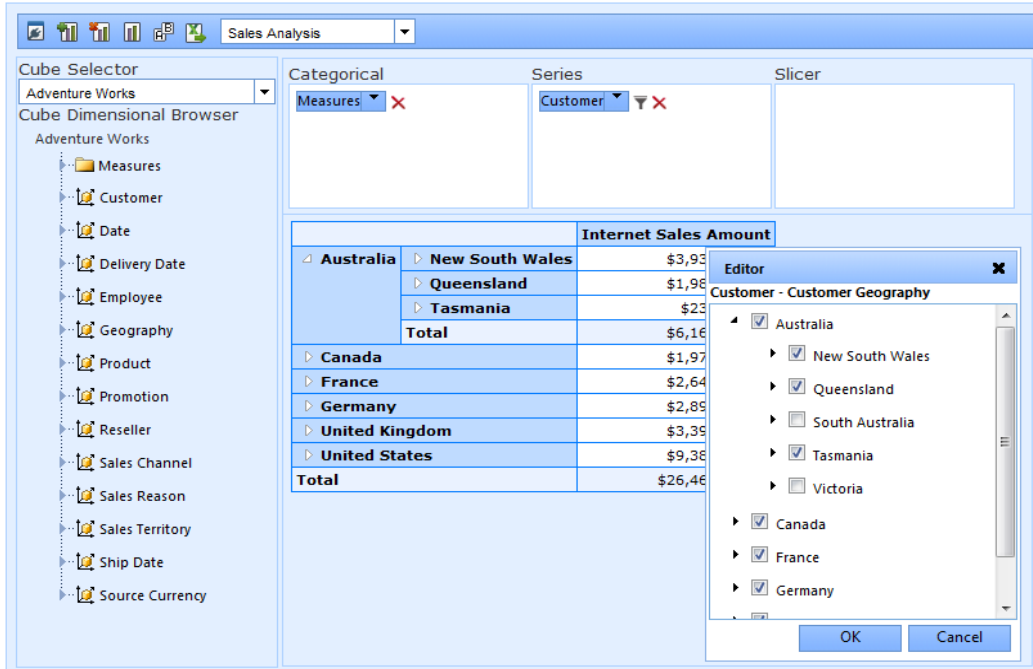 Sales Analysis
Cube Selector
Adventure Works
Cube Dimensional Browser
Adventure Works
Measures
Customer
Date
Delivery Date
Employee
Geography
Product
Promotion
Reseller
Sales Channel
Sales Reason
Sales Territory
Ship Date
Source Currency
Categorical Series Slicer
Measures Customer
Internet Sales Amount
Australia New South Wales $3,93
Queensland $1,98
Tasmania $23
Total $6,16
Canada $1,97
France $2,64
Germany $2,89
United Kingdom $3,39
United States $9,38
Total $26,46
Editor
Customer - Customer Geography
Australia
New South Wales
Queensland
South Australia
Tasmania
Victoria
Canada
France
Germany
OK Cancel